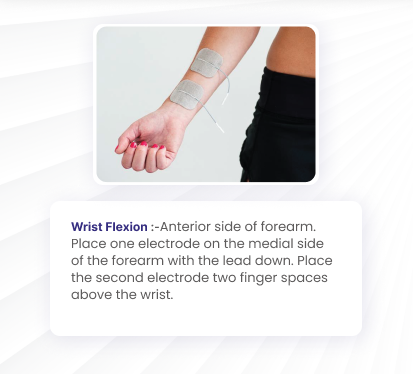 Wrist Flexion :-Anterior side of forearm.
Place one electrode on the medial side
of the forearm with the lead down. Place
the second electrode two finger spaces
above the wrist.